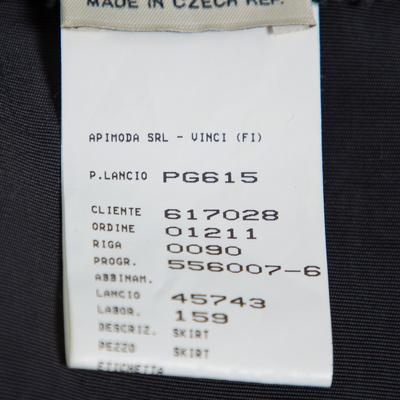 MADE IN CZECH REP.
APIMODA SRL - VINCI (FI)
P.LANCIO PG615
CLIENTE 617028
ORDINE 01211
RIGA 0090
PROGR. 556007-6
ABBINAM.
LANCIO 45743
LABOR. 159
DESCRIZ. SKIRT
PEZZO SKIRT
ETICHETTA